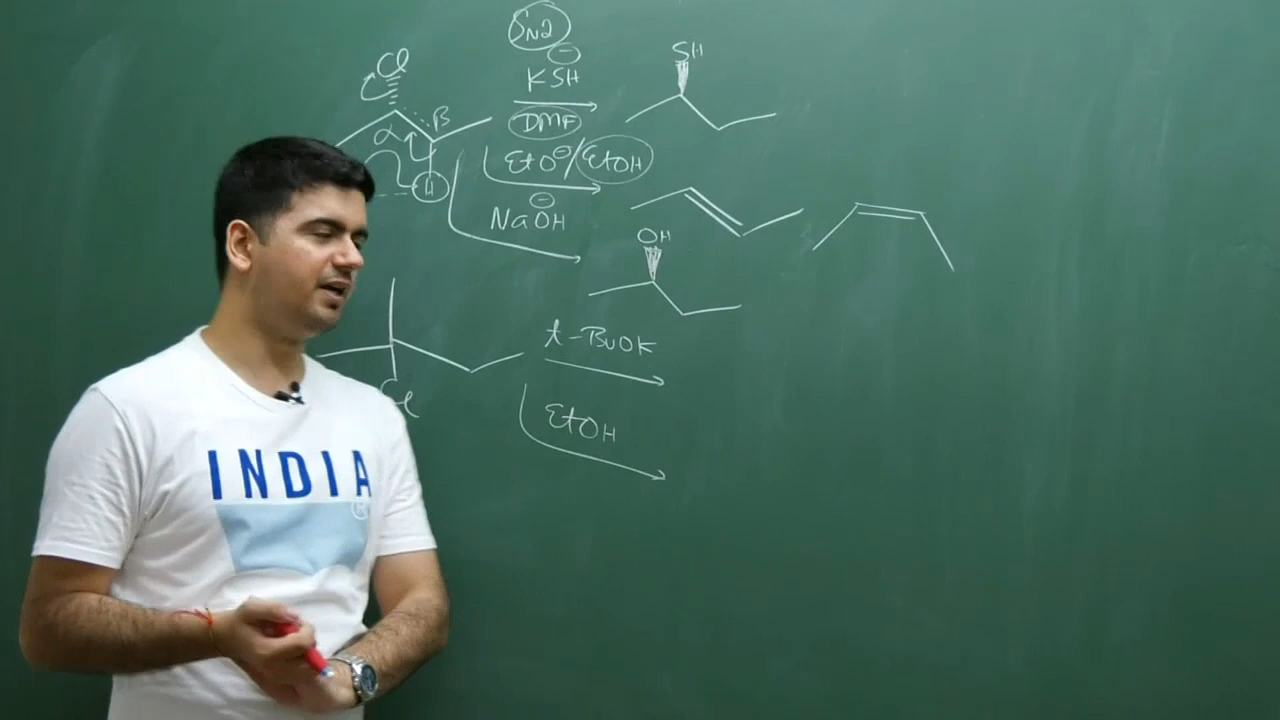 SN2
Cl
⊖
KSH
DMF
SH
α
β
H
EtO⊖/EtOH
⊖
NaOH
OH
t-BuOK
Cl
EtOH
INDIA